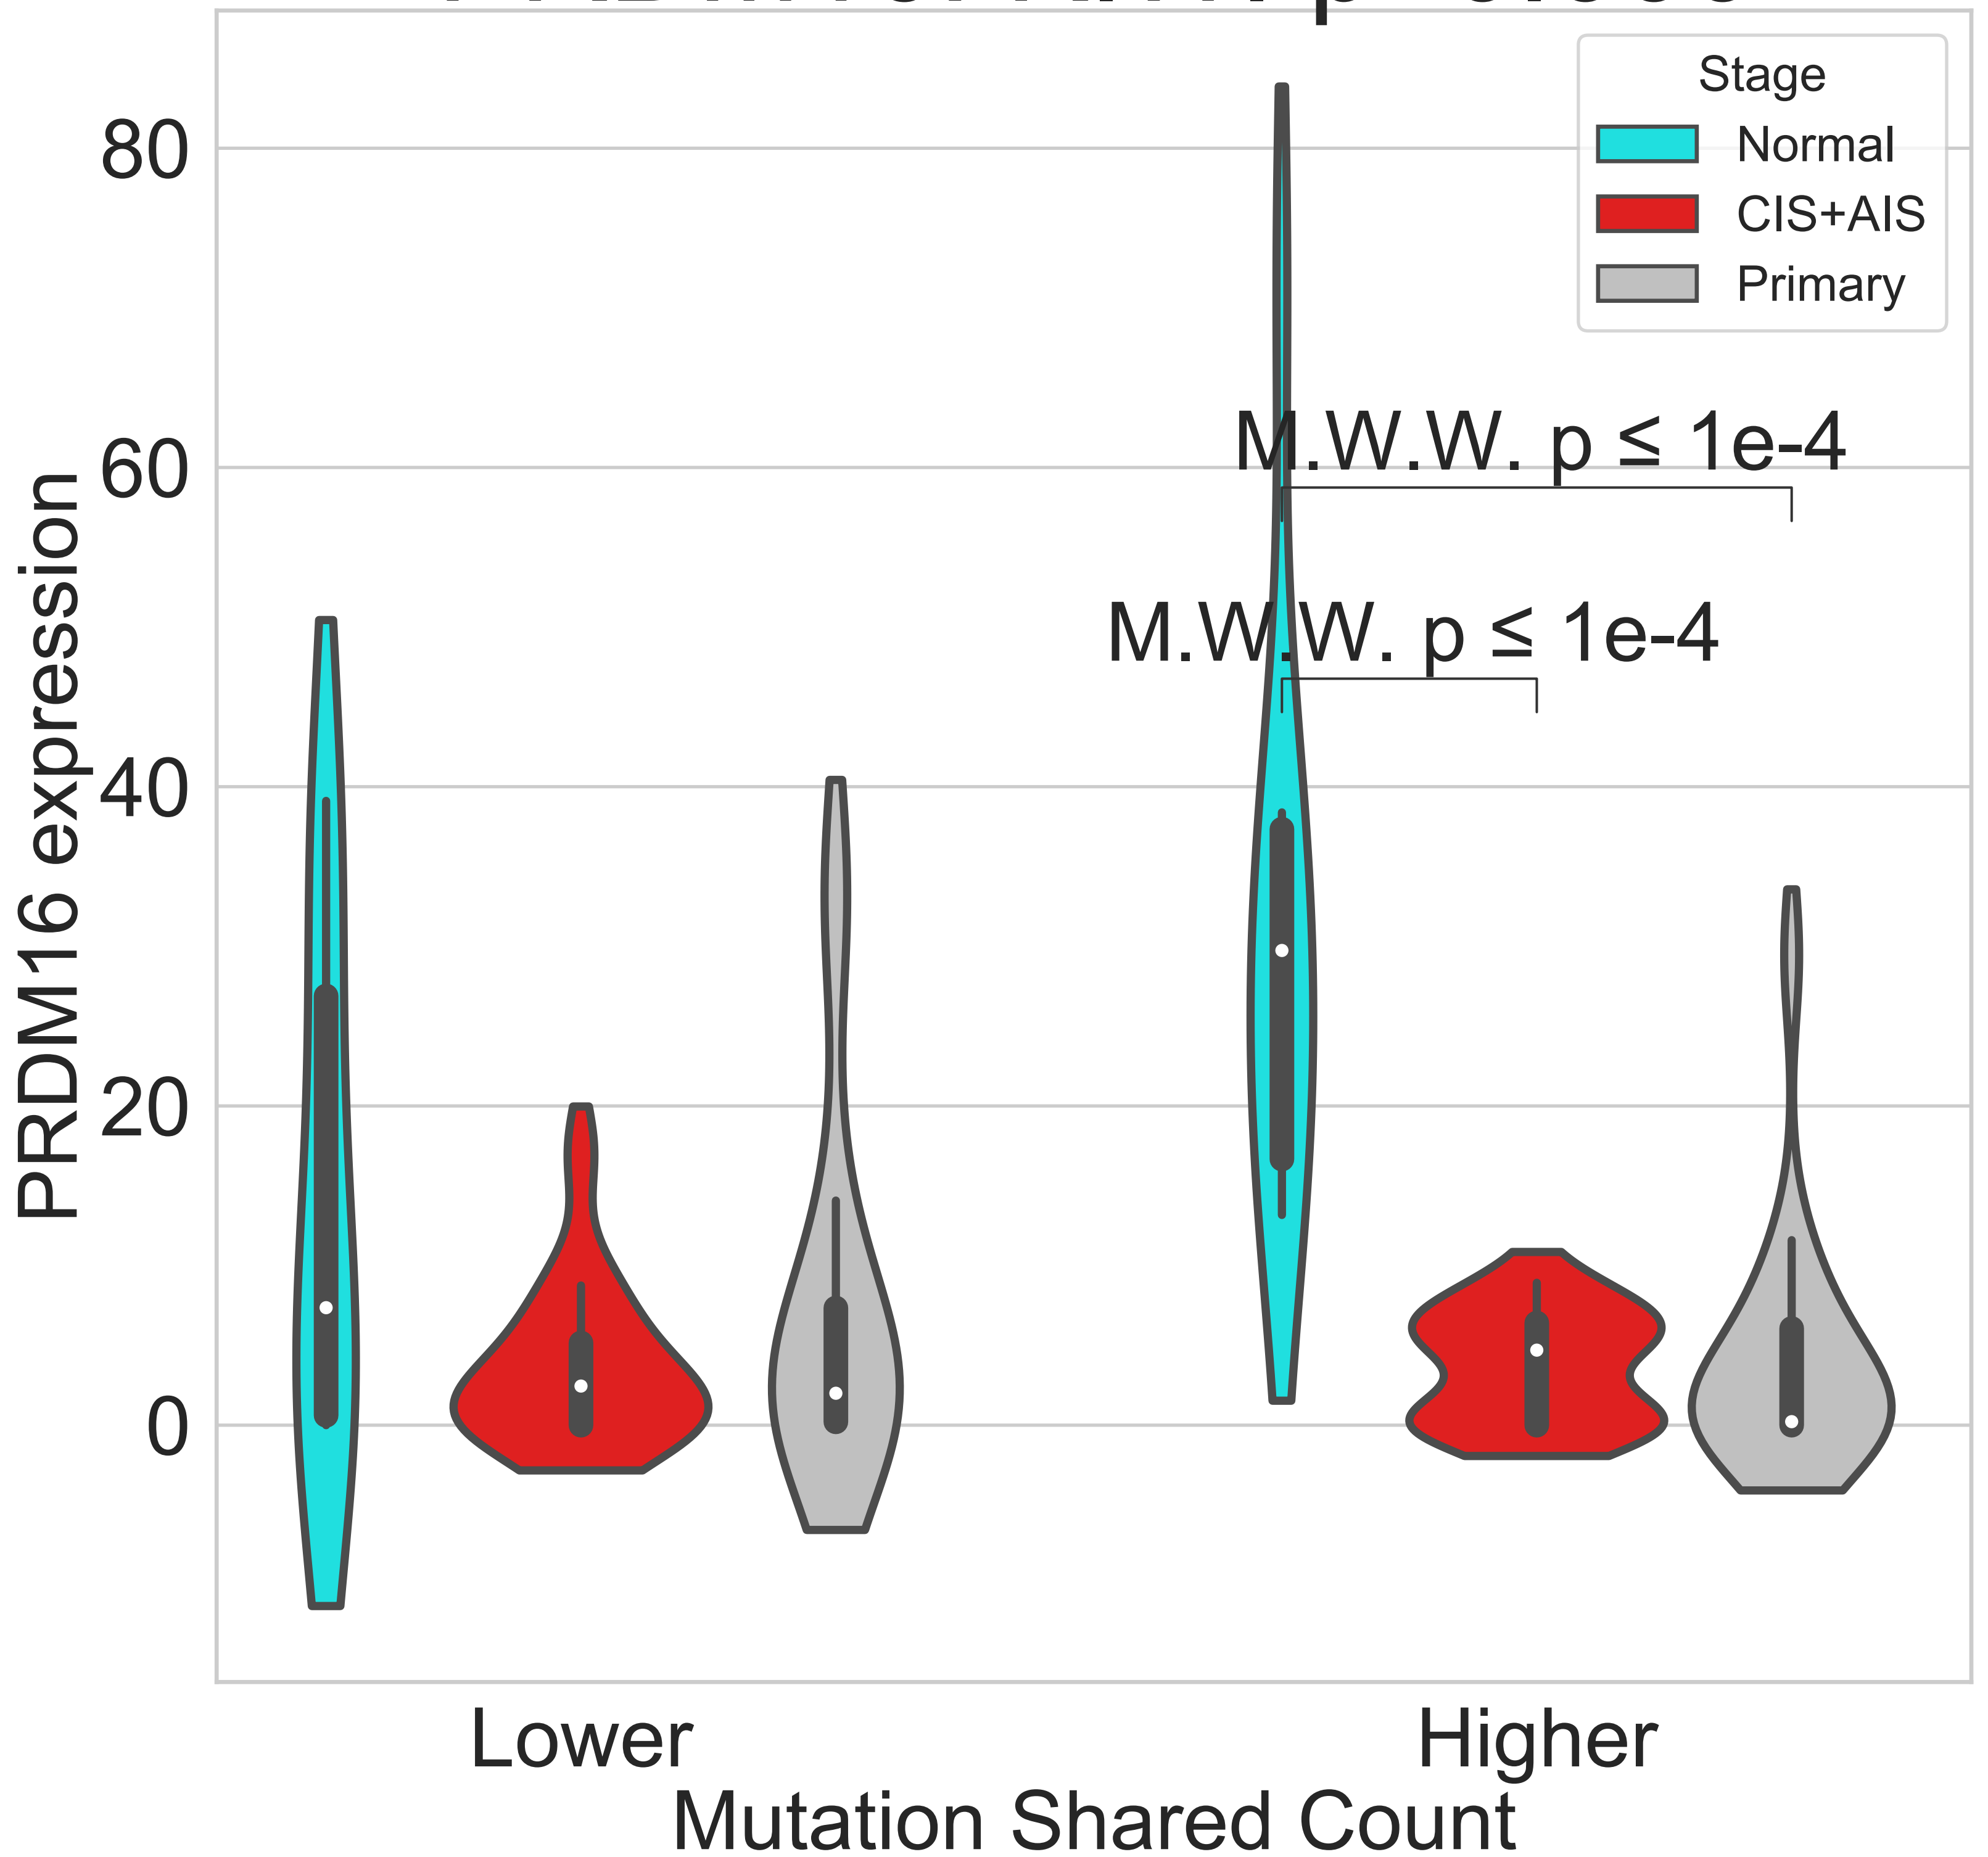 Stage
Normal
CIS+AIS
Primary
80
60
40
20
0
PRDM16 expression
M.W.W. p ≤ 1e-4
M.W.W. p ≤ 1e-4
Lower
Higher
Mutation Shared Count